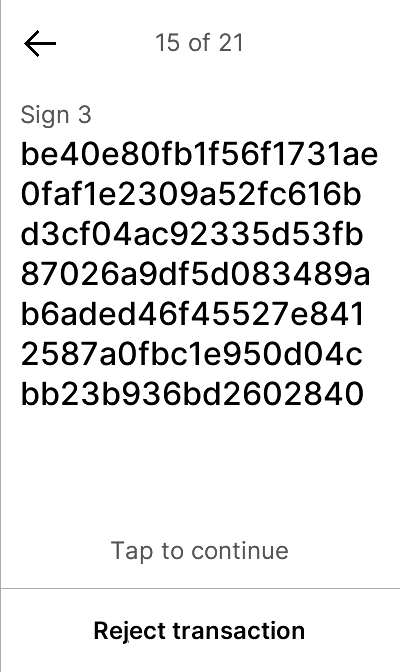 15 of 21
Sign 3
be40e80fb1f56f1731ae
0faf1e2309a52fc616b
d3cf04ac92335d53fb
87026a9df5d083489a
b6aded46f45527e841
2587a0fbc1e950d04c
bb23b936bd2602840
Tap to continue
Reject transaction